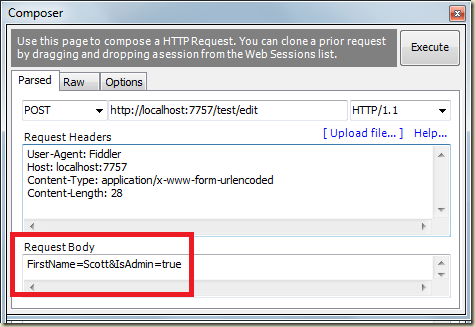 Composer
Use this page to compose a HTTP Request. You can clone a prior request
by dragging and dropping a session from the Web Sessions list.
Execute
Parsed Raw Options
POST http://localhost:7757/test/edit HTTP/1.1
Request Headers [ Upload file... ] Help...
User-Agent: Fiddler
Host: localhost:7757
Content-Type: application/x-www-form-urlencoded
Content-Length: 28
Request Body
FirstName=Scott&IsAdmin=true